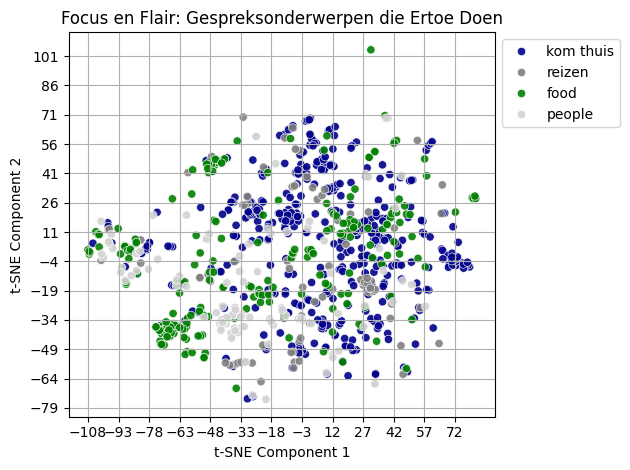 Focus en Flair: Gespreksonderwerpen die Ertoe Doen
kom thuis
reizen
food
people
t-SNE Component 2
101
86
71
56
41
26
11
−4
−19
−34
−49
−64
−79
−108 −93 −78 −63 −48 −33 −18 −3 12 27 42 57 72
t-SNE Component 1